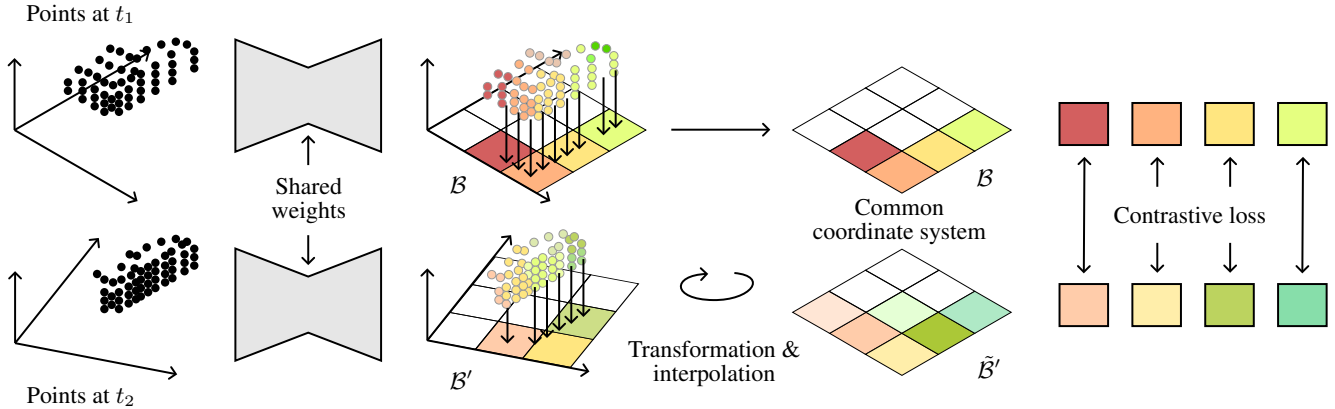 Points at t₁
Shared
weights
ℬ
Common
coordinate system
ℬ
Contrastive loss
Points at t₂
ℬ′
Transformation &
interpolation
ℬ̃′